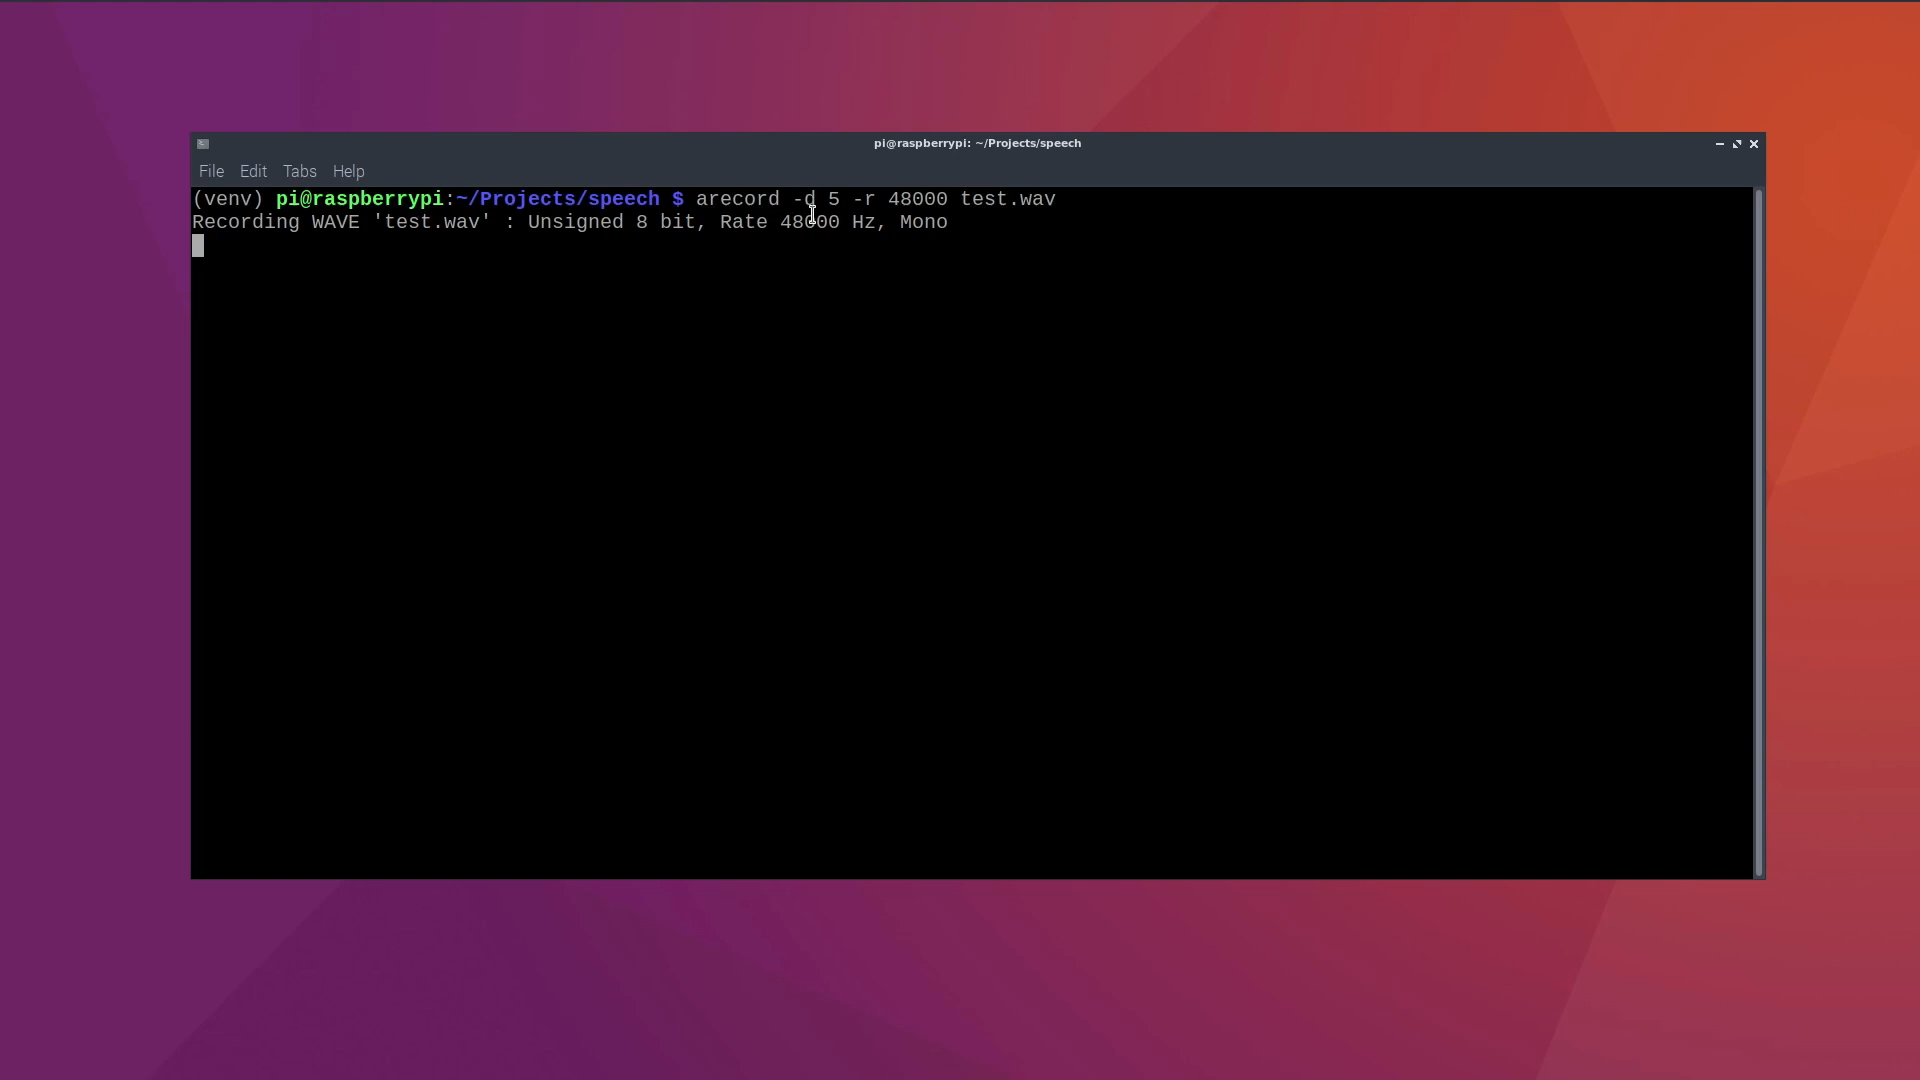 pi@raspberrypi: ~/Projects/speech
File Edit Tabs Help
(venv) pi@raspberrypi:~/Projects/speech $ arecord -d 5 -r 48000 test.wav
Recording WAVE 'test.wav' : Unsigned 8 bit, Rate 48000 Hz, Mono